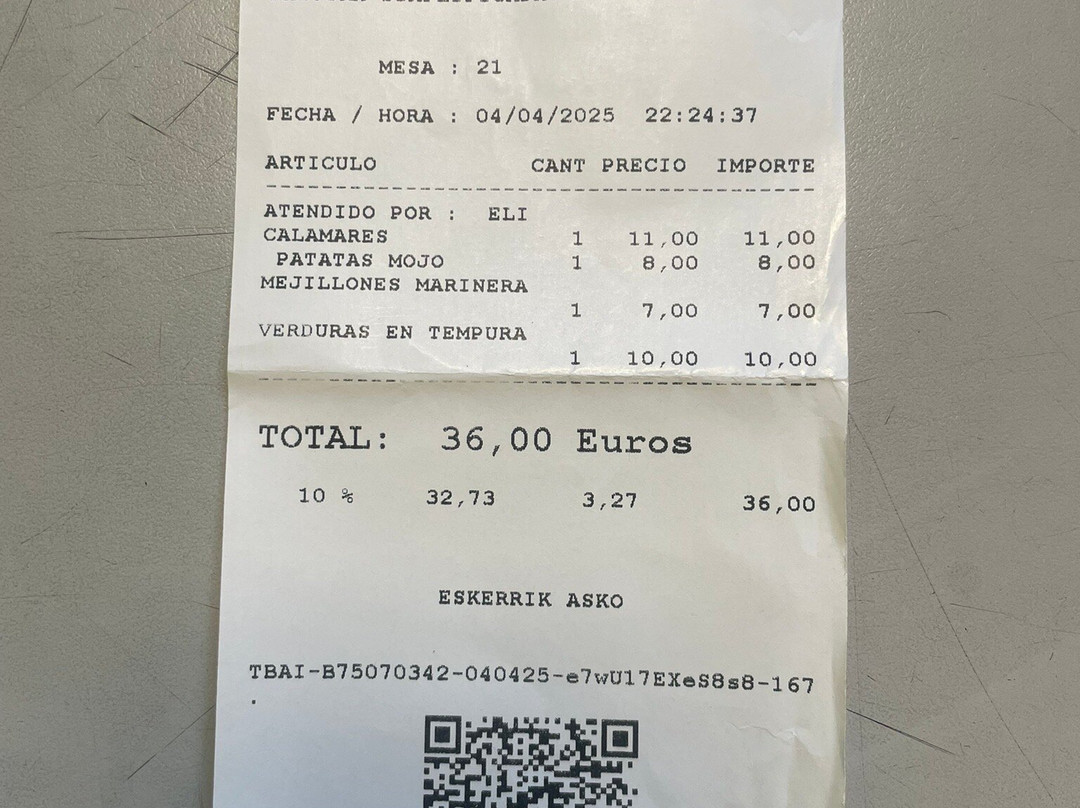 MESA : 21
FECHA / HORA : 04/04/2025 22:24:37
ARTICULO CANT PRECIO IMPORTE
ATENDIDO POR : ELI
CALAMARES 1 11,00 11,00
PATATAS MOJO 1 8,00 8,00
MEJILLONES MARINERA
1 7,00 7,00
VERDURAS EN TEMPURA
1 10,00 10,00
TOTAL: 36,00 Euros
10 % 32,73 3,27 36,00
ESKERRIK ASKO
TBAI-B75070342-040425-e7wU17EXeS8s8-167